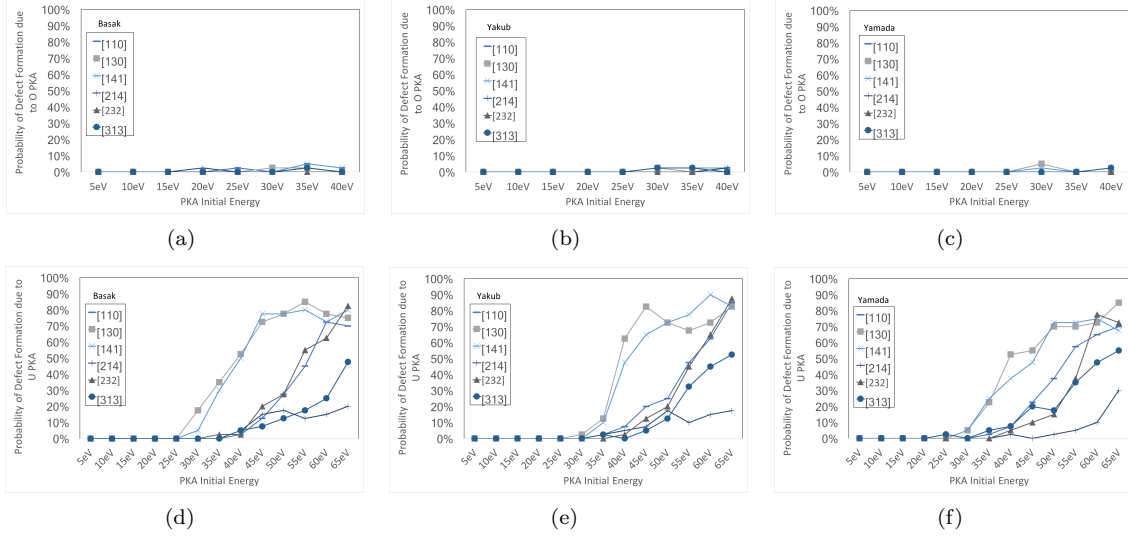 Probability of Defect Formation due
to O PKA
100%
90%
80%
70%
60%
50%
40%
30%
20%
10%
0%
Basak
[110]
[130]
[141]
[214]
[232]
[313]
5eV 10eV 15eV 20eV 25eV 30eV 35eV 40eV
PKA Initial Energy
(a)
Probability of Defect Formation due
to O PKA
100%
90%
80%
70%
60%
50%
40%
30%
20%
10%
0%
Yakub
[110]
[130]
[141]
[214]
[232]
[313]
5eV 10eV 15eV 20eV 25eV 30eV 35eV 40eV
PKA Initial Energy
(b)
Probability of Defect Formation due
to O PKA
100%
90%
80%
70%
60%
50%
40%
30%
20%
10%
0%
Yamada
[110]
[130]
[141]
[214]
[232]
[313]
5eV 10eV 15eV 20eV 25eV 30eV 35eV 40eV
PKA Initial Energy
(c)
Probability of Defect Formation due to
U PKA
100%
90%
80%
70%
60%
50%
40%
30%
20%
10%
0%
Basak
[110]
[130]
[141]
[214]
[232]
[313]
5eV 10eV 15eV 20eV 25eV 30eV 35eV 40eV 45eV 50eV 55eV 60eV 65eV
PKA Initial Energy
(d)
Probability of Defect Formation due to
U PKA
100%
90%
80%
70%
60%
50%
40%
30%
20%
10%
0%
Yakub
[110]
[130]
[141]
[214]
[232]
[313]
5eV 10eV 15eV 20eV 25eV 30eV 35eV 40eV 45eV 50eV 55eV 60eV 65eV
PKA Initial Energy
(e)
Probability of Defect Formation due to
U PKA
100%
90%
80%
70%
60%
50%
40%
30%
20%
10%
0%
Yamada
[110]
[130]
[141]
[214]
[232]
[313]
5eV 10eV 15eV 20eV 25eV 30eV 35eV 40eV 45eV 50eV 55eV 60eV 65eV
PKA Initial Energy
(f)